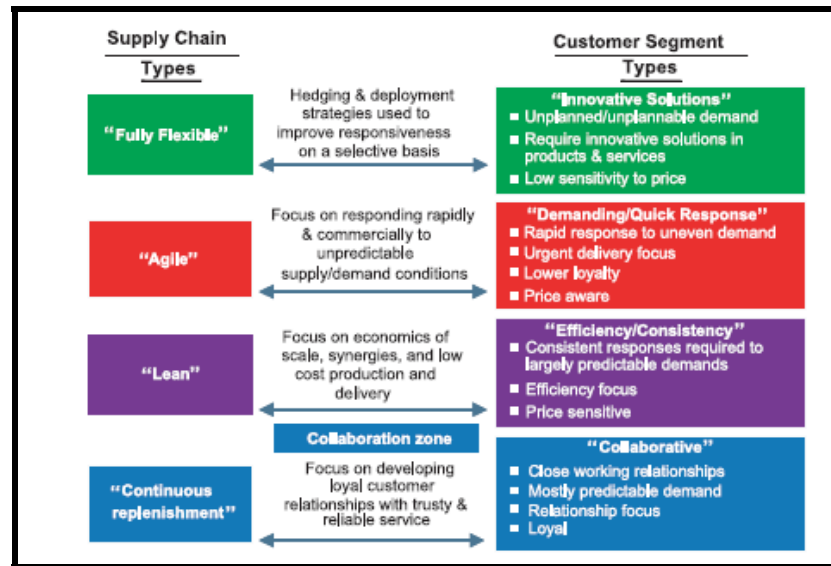 Supply Chain
Types
Customer Segment
Types
“Fully Flexible”
Hedging & deployment
strategies used to
improve responsiveness
on a selective basis
“Innovative Solutions”
■ Unplanned/unplannable demand
■ Require innovative solutions in
products & services
■ Low sensitivity to price
“Agile”
Focus on responding rapidly
& commercially to
unpredictable
supply/demand conditions
“Demanding/Quick Response”
■ Rapid response to uneven demand
■ Urgent delivery focus
■ Lower loyalty
■ Price aware
“Lean”
Focus on economics of
scale, synergies, and low
cost production and
delivery
“Efficiency/Consistency”
■ Consistent responses required to
largely predictable demands
■ Efficiency focus
■ Price sensitive
Collaboration zone
“Continuous
replenishment”
Focus on developing
loyal customer
relationships with trusty &
reliable service
“Collaborative”
■ Close working relationships
■ Mostly predictable demand
■ Relationship focus
■ Loyal